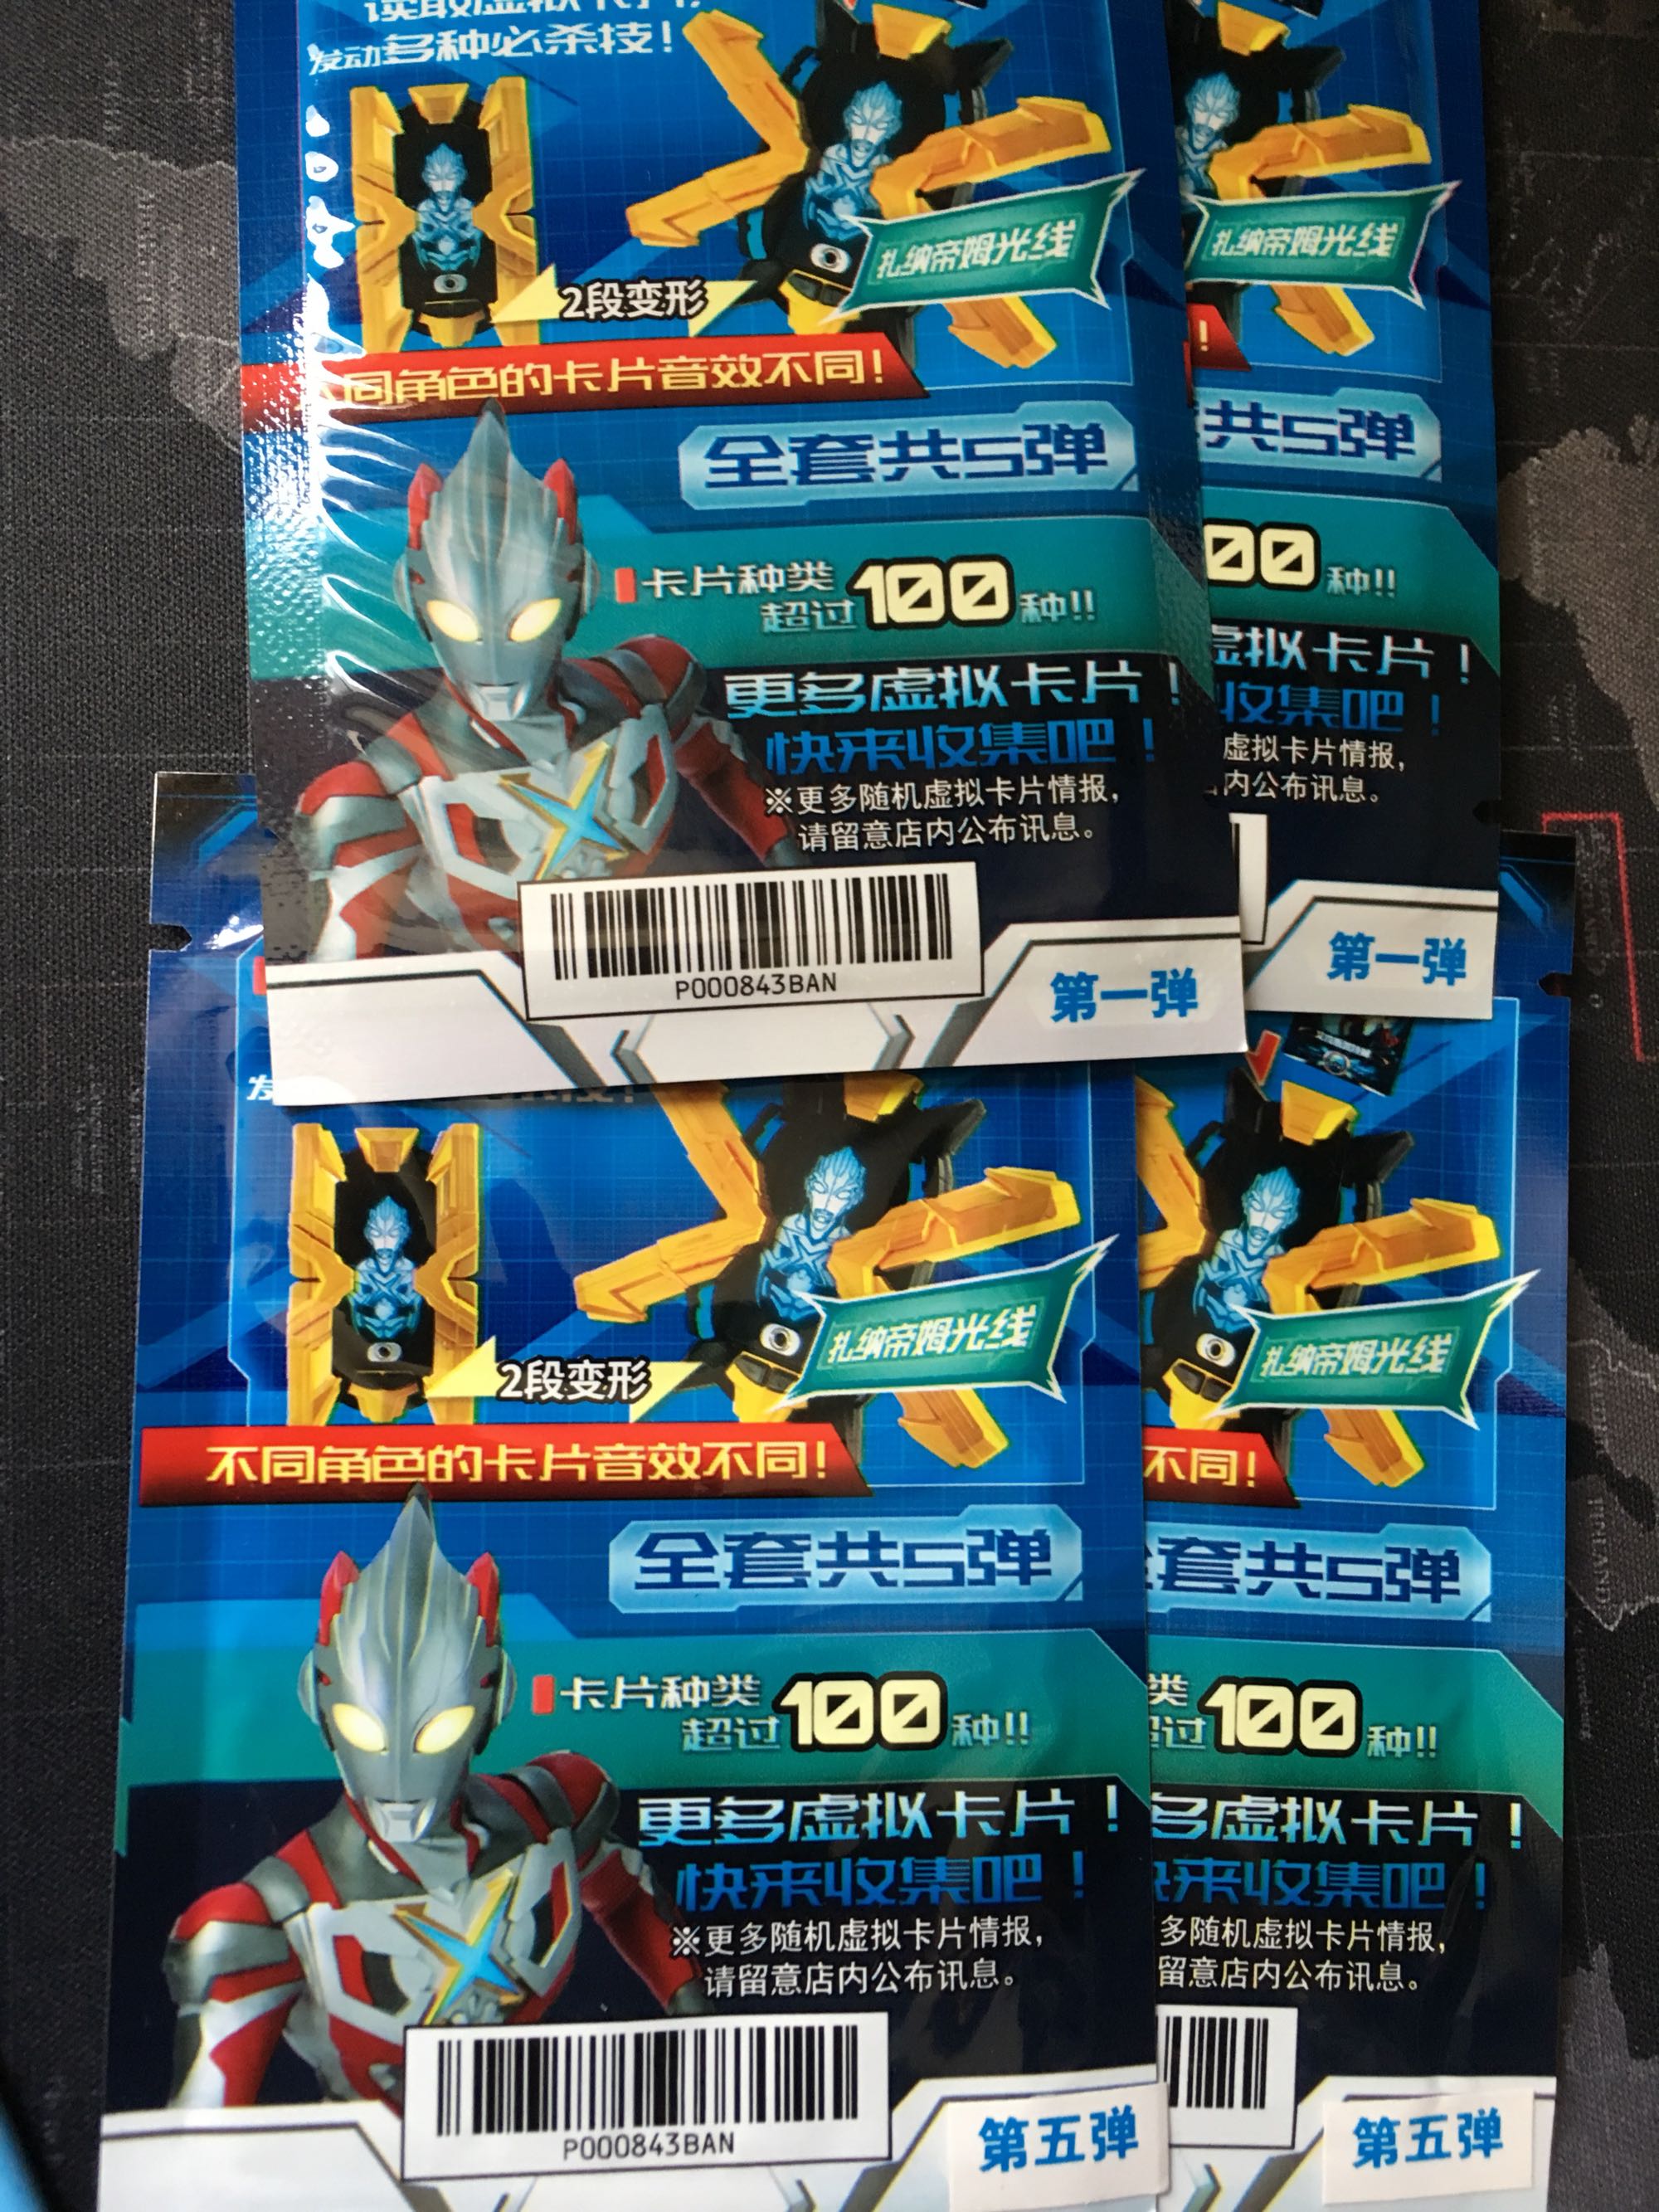 读取虚拟卡片,
发动多种必杀技!
扎纳帝姆光线
2段变形
同角色的卡片音效不同!
全套共5弹
卡片种类
超过100种!!
更多虚拟卡片!
快来收集吧!
※更多随机虚拟卡片情报,
请留意店内公布讯息。
P000843BAN
第一弹
扎纳帝姆光线
!
共5弹
00种!!
虚拟卡片!
收集吧!
虚拟卡片情报,
内公布讯息。
第一弹
发
扎纳帝姆光线
2段变形
不同角色的卡片音效不同!
全套共5弹
卡片种类
超过100种!!
更多虚拟卡片!
快来收集吧!
※更多随机虚拟卡片情报,
请留意店内公布讯息。
P000843BAN
第五弹
扎纳帝姆光线
不同!
套共5弹
类
过100种!!
多虚拟卡片!
来收集吧!
多随机虚拟卡片情报,
留意店内公布讯息。
第五弹